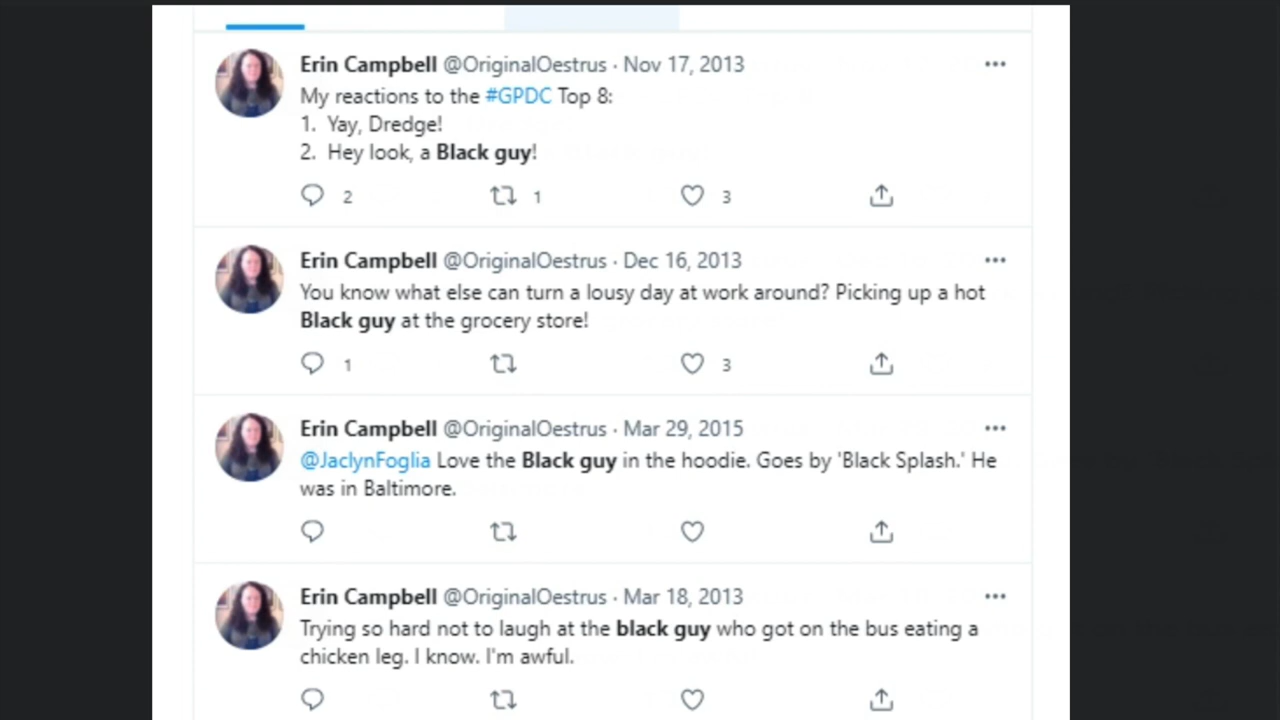 Erin Campbell @OriginalOestrus · Nov 17, 2013
My reactions to the #GPDC Top 8:
1. Yay, Dredge!
2. Hey look, a Black guy!
2 1 3
Erin Campbell @OriginalOestrus · Dec 16, 2013
You know what else can turn a lousy day at work around? Picking up a hot
Black guy at the grocery store!
1 3
Erin Campbell @OriginalOestrus · Mar 29, 2015
@JaclynFoglia Love the Black guy in the hoodie. Goes by 'Black Splash.' He
was in Baltimore.
Erin Campbell @OriginalOestrus · Mar 18, 2013
Trying so hard not to laugh at the black guy who got on the bus eating a
chicken leg. I know. I'm awful.